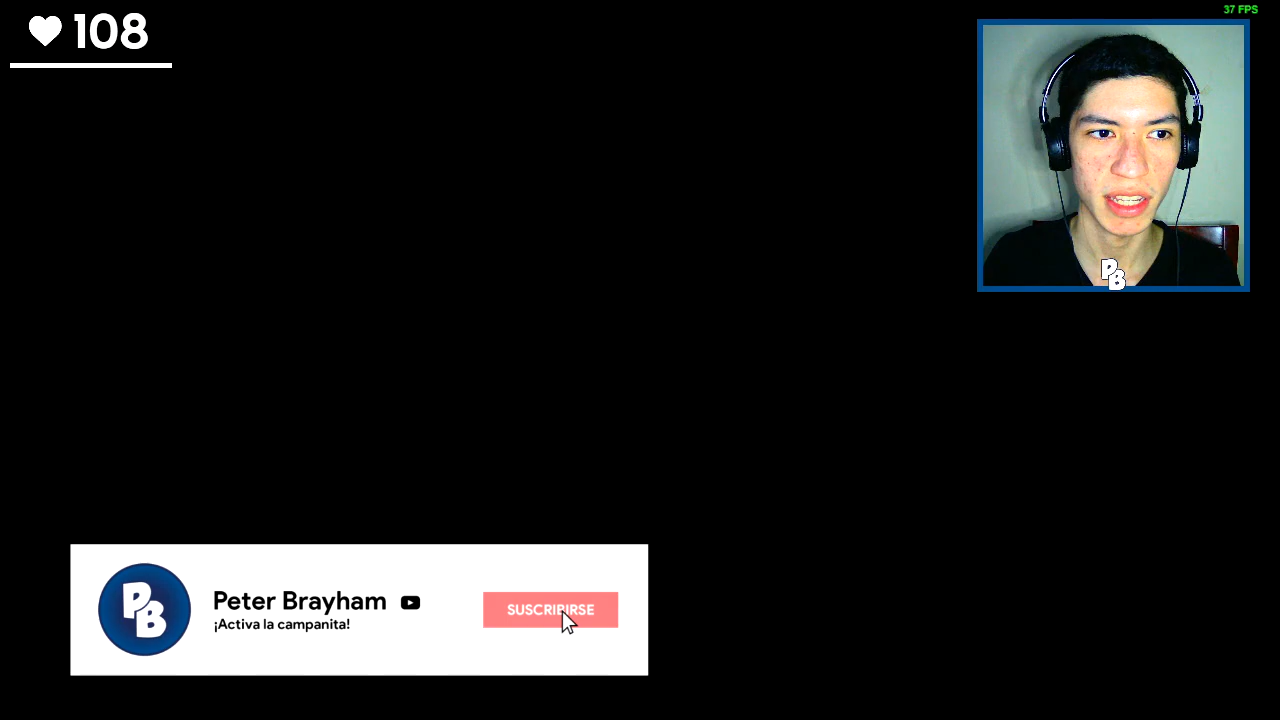 108
37 FPS
PB
PB
Peter Brayham
¡Activa la campanita!
SUSCRIBIRSE